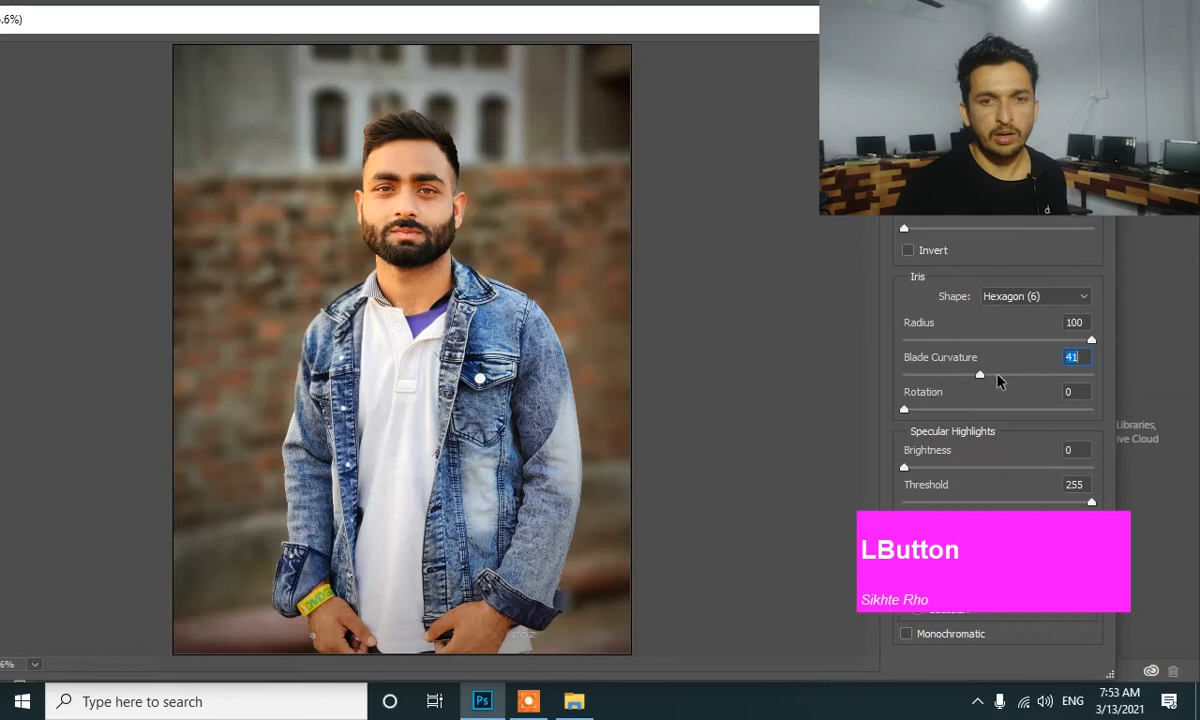 .6%)
d
Invert
Iris
Shape: Hexagon (6)
Radius 100
Blade Curvature 41
Rotation 0
Specular Highlights
Brightness 0
Threshold 255
Libraries,
ive Cloud
LButton
Sikhte Rho
Monochromatic
6%
Type here to search
Ps
ENG
7:53 AM
3/13/2021